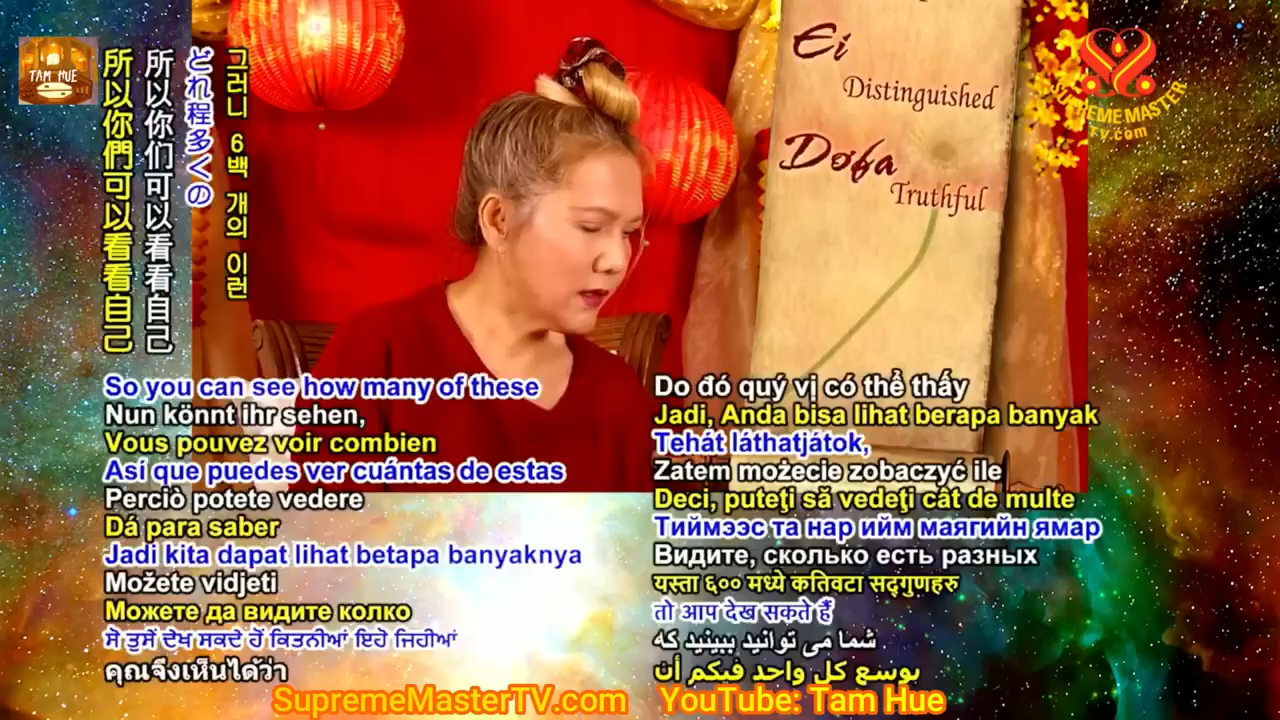 TAM HUE
所以你們可以看看自己
所以你们可以看看自己
どれ程多くの
그러니 6백 개의 이런
Ei
Distinguished
Doba
Truthful
SUPREME MASTER
Tv.com
So you can see how many of these
Nun könnt ihr sehen,
Vous pouvez voir combien
Así que puedes ver cuántas de estas
Perciò potete vedere
Dá para saber
Jadi kita dapat lihat betapa banyaknya
Možete vidjeti
Можете да видите колко
ਸੋ ਤੁਸੇਂ ਦੇਖ ਸਕਦੇ ਹੋਂ ਕਿਤਨੀਆਂ ਇਹੋ ਜਿਹੀਆਂ
คุณจึงเห็นได้ว่า
Do đó quý vị có thể thấy
Jadi, Anda bisa lihat berapa banyak
Tehát láthatjátok,
Zatem możecie zobaczyć ile
Deci, puteţi să vedeţi cât de multe
Тиймээс та нар ийм маягийн ямар
Видите, сколько есть разных
यस्ता ६०० मध्ये कतिवटा सद्गुणहरु
तो आप देख सकते हैं
شما می توانید ببینید که
بوسع كل واحد فيكم أن
SupremeMasterTV.com YouTube: Tam Hue